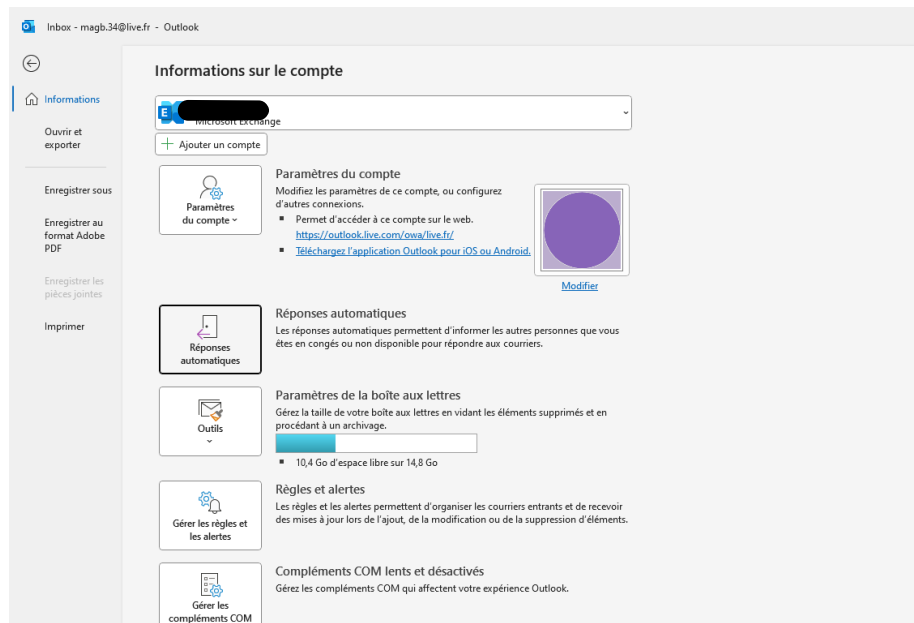 Inbox - magb.34@live.fr - Outlook
Informations sur le compte
Informations
Microsoft Exchange
Ouvrir et
exporter
Ajouter un compte
Paramètres
du compte
Paramètres du compte
Modifiez les paramètres de ce compte, ou configurez
d'autres connexions.
Permet d'accéder à ce compte sur le web.
https://outlook.live.com/owa/live.fr/
Téléchargez l'application Outlook pour iOS ou Android.
Modifier
Enregistrer sous
Enregistrer au
format Adobe
PDF
Enregistrer les
pièces jointes
Imprimer
Réponses
automatiques
Réponses automatiques
Les réponses automatiques permettent d'informer les autres personnes que vous
êtes en congés ou non disponible pour répondre aux courriers.
Outils
Paramètres de la boîte aux lettres
Gérez la taille de votre boîte aux lettres en vidant les éléments supprimés et en
procédant à un archivage.
10,4 Go d'espace libre sur 14,8 Go
Gérer les règles et
les alertes
Règles et alertes
Les règles et les alertes permettent d'organiser les courriers entrants et de recevoir
des mises à jour lors de l'ajout, de la modification ou de la suppression d'éléments.
Gérer les
compléments COM
Compléments COM lents et désactivés
Gérez les compléments COM qui affectent votre expérience Outlook.